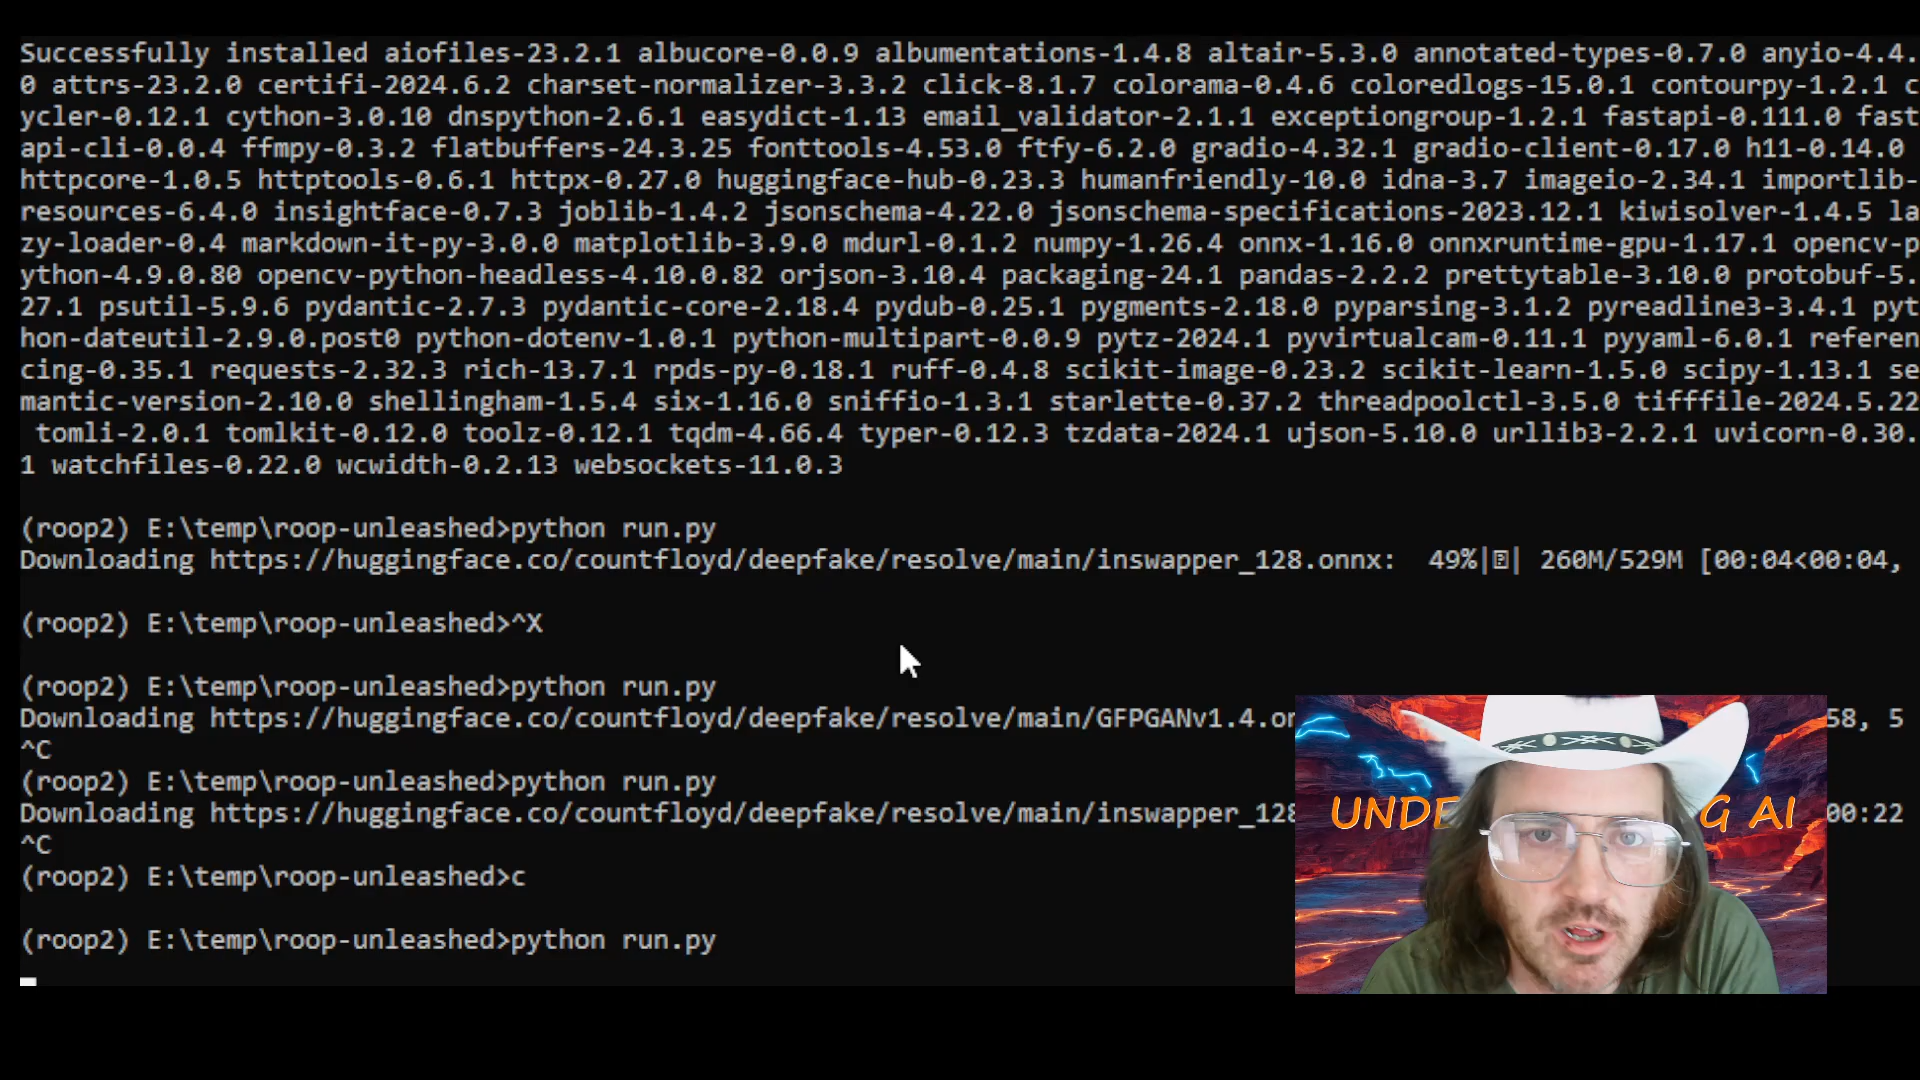 Successfully installed aiofiles-23.2.1 albucore-0.0.9 albumentations-1.4.8 altair-5.3.0 annotated-types-0.7.0 anyio-4.4.
0 attrs-23.2.0 certifi-2024.6.2 charset-normalizer-3.3.2 click-8.1.7 colorama-0.4.6 coloredlogs-15.0.1 contourpy-1.2.1 c
ycler-0.12.1 cython-3.0.10 dnspython-2.6.1 easydict-1.13 email_validator-2.1.1 exceptiongroup-1.2.1 fastapi-0.111.0 fast
api-cli-0.0.4 ffmpy-0.3.2 flatbuffers-24.3.25 fonttools-4.53.0 ftfy-6.2.0 gradio-4.32.1 gradio-client-0.17.0 h11-0.14.0
httpcore-1.0.5 httptools-0.6.1 httpx-0.27.0 huggingface-hub-0.23.3 humanfriendly-10.0 idna-3.7 imageio-2.34.1 importlib-
resources-6.4.0 insightface-0.7.3 joblib-1.4.2 jsonschema-4.22.0 jsonschema-specifications-2023.12.1 kiwisolver-1.4.5 la
zy-loader-0.4 markdown-it-py-3.0.0 matplotlib-3.9.0 mdurl-0.1.2 numpy-1.26.4 onnx-1.16.0 onnxruntime-gpu-1.17.1 opencv-p
ython-4.9.0.80 opencv-python-headless-4.10.0.82 orjson-3.10.4 packaging-24.1 pandas-2.2.2 prettytable-3.10.0 protobuf-5.
27.1 psutil-5.9.6 pydantic-2.7.3 pydantic-core-2.18.4 pydub-0.25.1 pygments-2.18.0 pyparsing-3.1.2 pyreadline3-3.4.1 pyt
hon-dateutil-2.9.0.post0 python-dotenv-1.0.1 python-multipart-0.0.9 pytz-2024.1 pyvirtualcam-0.11.1 pyyaml-6.0.1 referen
cing-0.35.1 requests-2.32.3 rich-13.7.1 rpds-py-0.18.1 ruff-0.4.8 scikit-image-0.23.2 scikit-learn-1.5.0 scipy-1.13.1 se
mantic-version-2.10.0 shellingham-1.5.4 six-1.16.0 sniffio-1.3.1 starlette-0.37.2 threadpoolctl-3.5.0 tifffile-2024.5.22
tomli-2.0.1 tomlkit-0.12.0 toolz-0.12.1 tqdm-4.66.4 typer-0.12.3 tzdata-2024.1 ujson-5.10.0 urllib3-2.2.1 uvicorn-0.30.
1 watchfiles-0.22.0 wcwidth-0.2.13 websockets-11.0.3
(roop2) E:\temp\roop-unleashed>python run.py
Downloading https://huggingface.co/countfloyd/deepfake/resolve/main/inswapper_128.onnx:  49%|⍰| 260M/529M [00:04<00:04,
(roop2) E:\temp\roop-unleashed>^X
(roop2) E:\temp\roop-unleashed>python run.py
Downloading https://huggingface.co/countfloyd/deepfake/resolve/main/GFPGANv1.4.on 58, 5
^C
(roop2) E:\temp\roop-unleashed>python run.py
Downloading https://huggingface.co/countfloyd/deepfake/resolve/main/inswapper_128 00:22
^C
(roop2) E:\temp\roop-unleashed>c
(roop2) E:\temp\roop-unleashed>python run.py
UNDE G AI